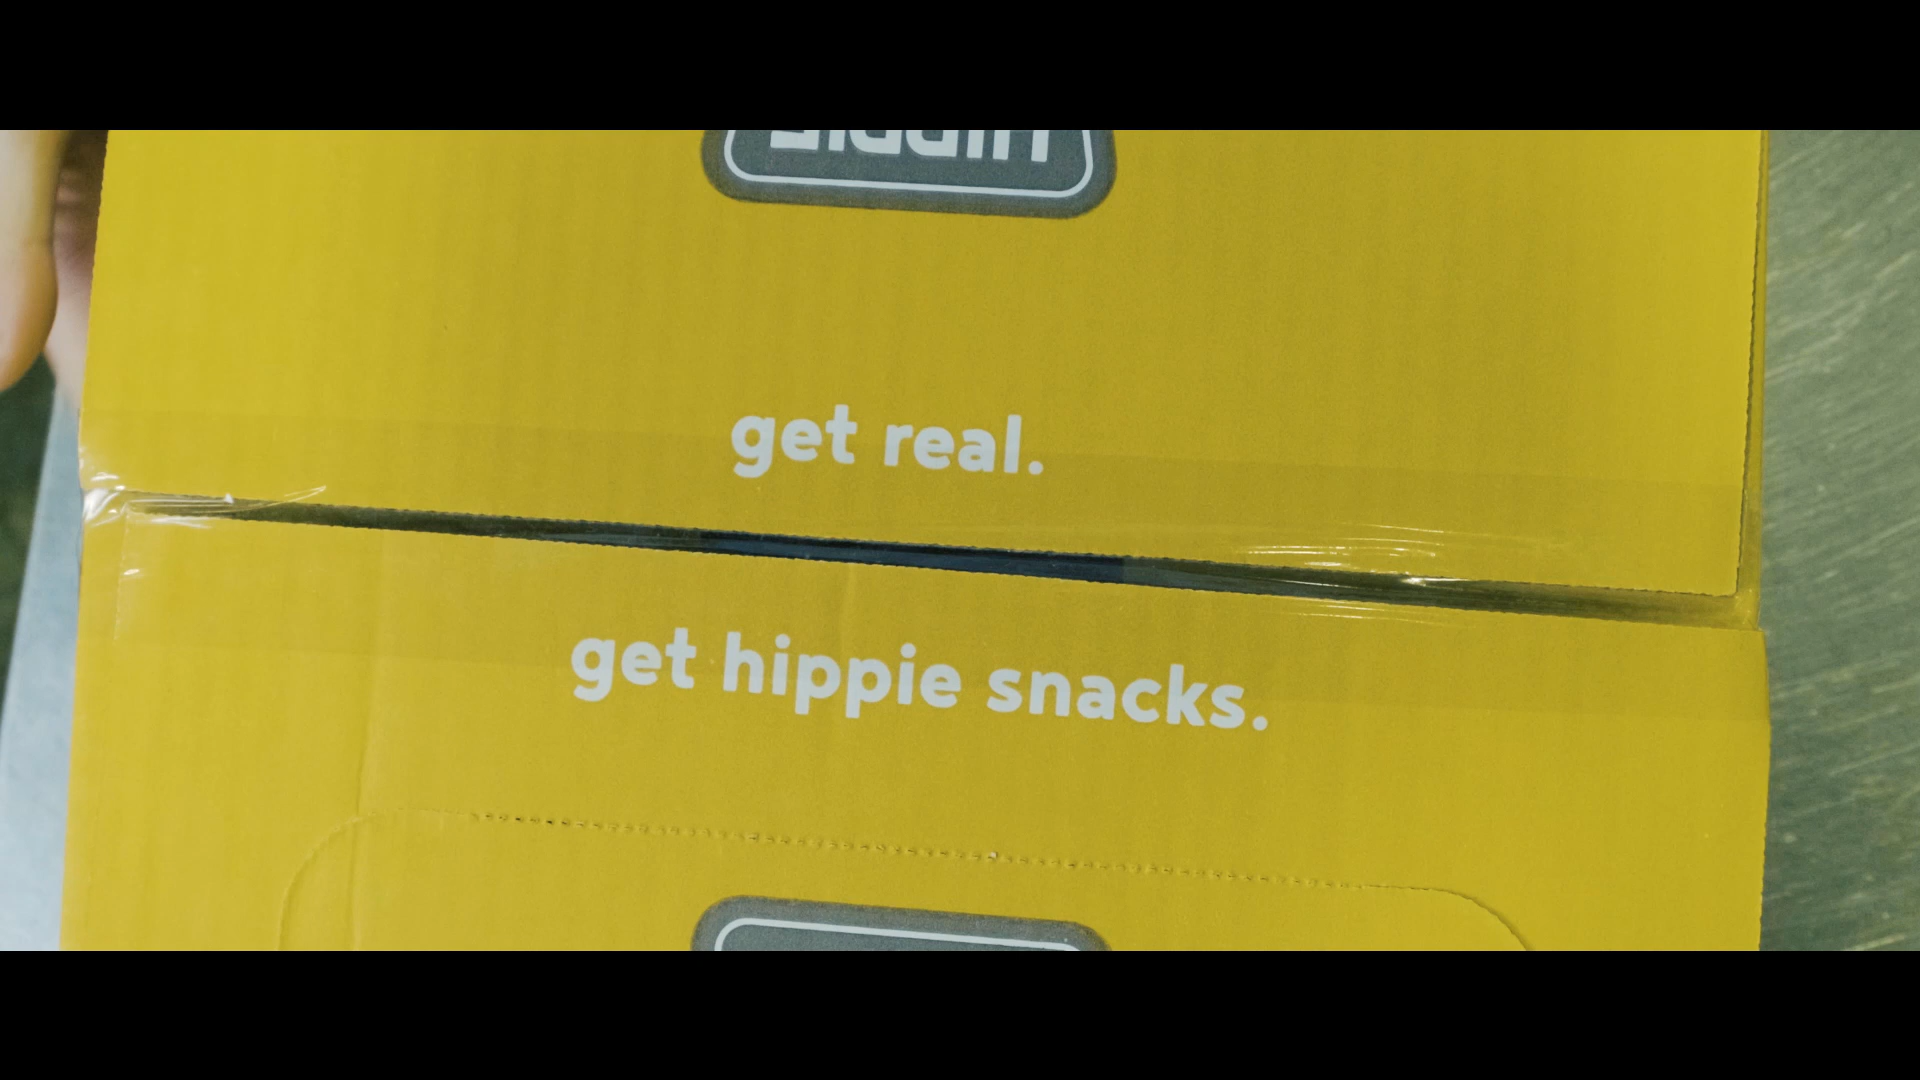 get real.
get hippie snacks.